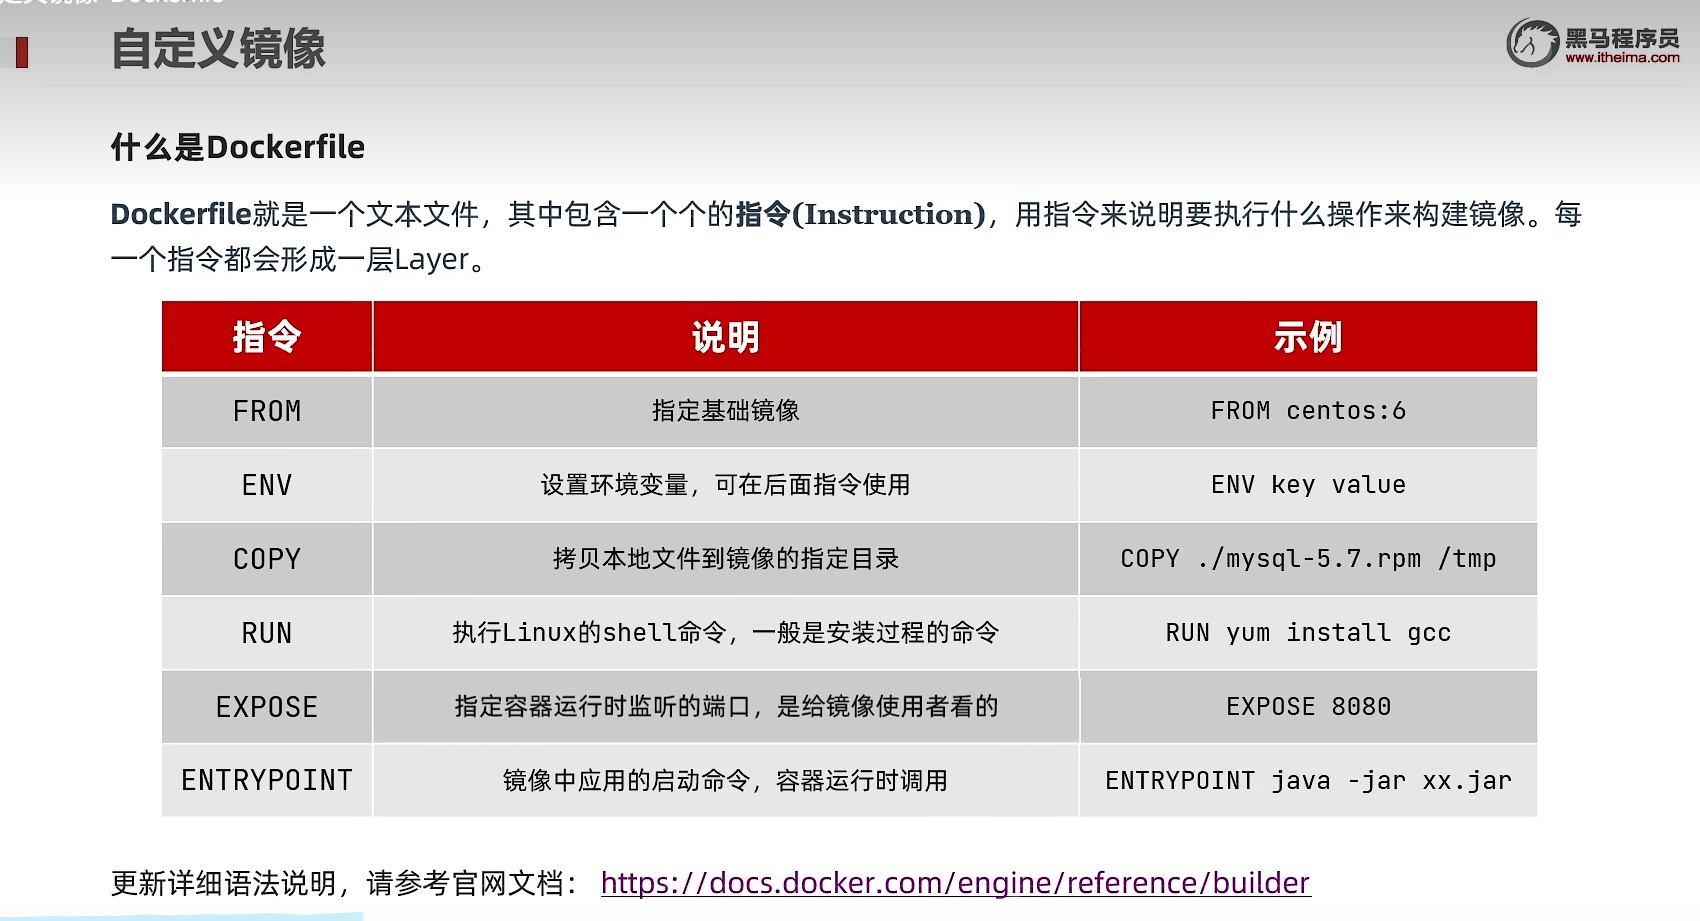 自定义镜像
黑马程序员
www.itheima.com
什么是Dockerfile
Dockerfile就是一个文本文件，其中包含一个个的指令(Instruction)，用指令来说明要执行什么操作来构建镜像。每
一个指令都会形成一层Layer。
指令 说明 示例
FROM 指定基础镜像 FROM centos:6
ENV 设置环境变量，可在后面指令使用 ENV key value
COPY 拷贝本地文件到镜像的指定目录 COPY ./mysql-5.7.rpm /tmp
RUN 执行Linux的shell命令，一般是安装过程的命令 RUN yum install gcc
EXPOSE 指定容器运行时监听的端口，是给镜像使用者看的 EXPOSE 8080
ENTRYPOINT 镜像中应用的启动命令，容器运行时调用 ENTRYPOINT java -jar xx.jar
更新详细语法说明，请参考官网文档： https://docs.docker.com/engine/reference/builder